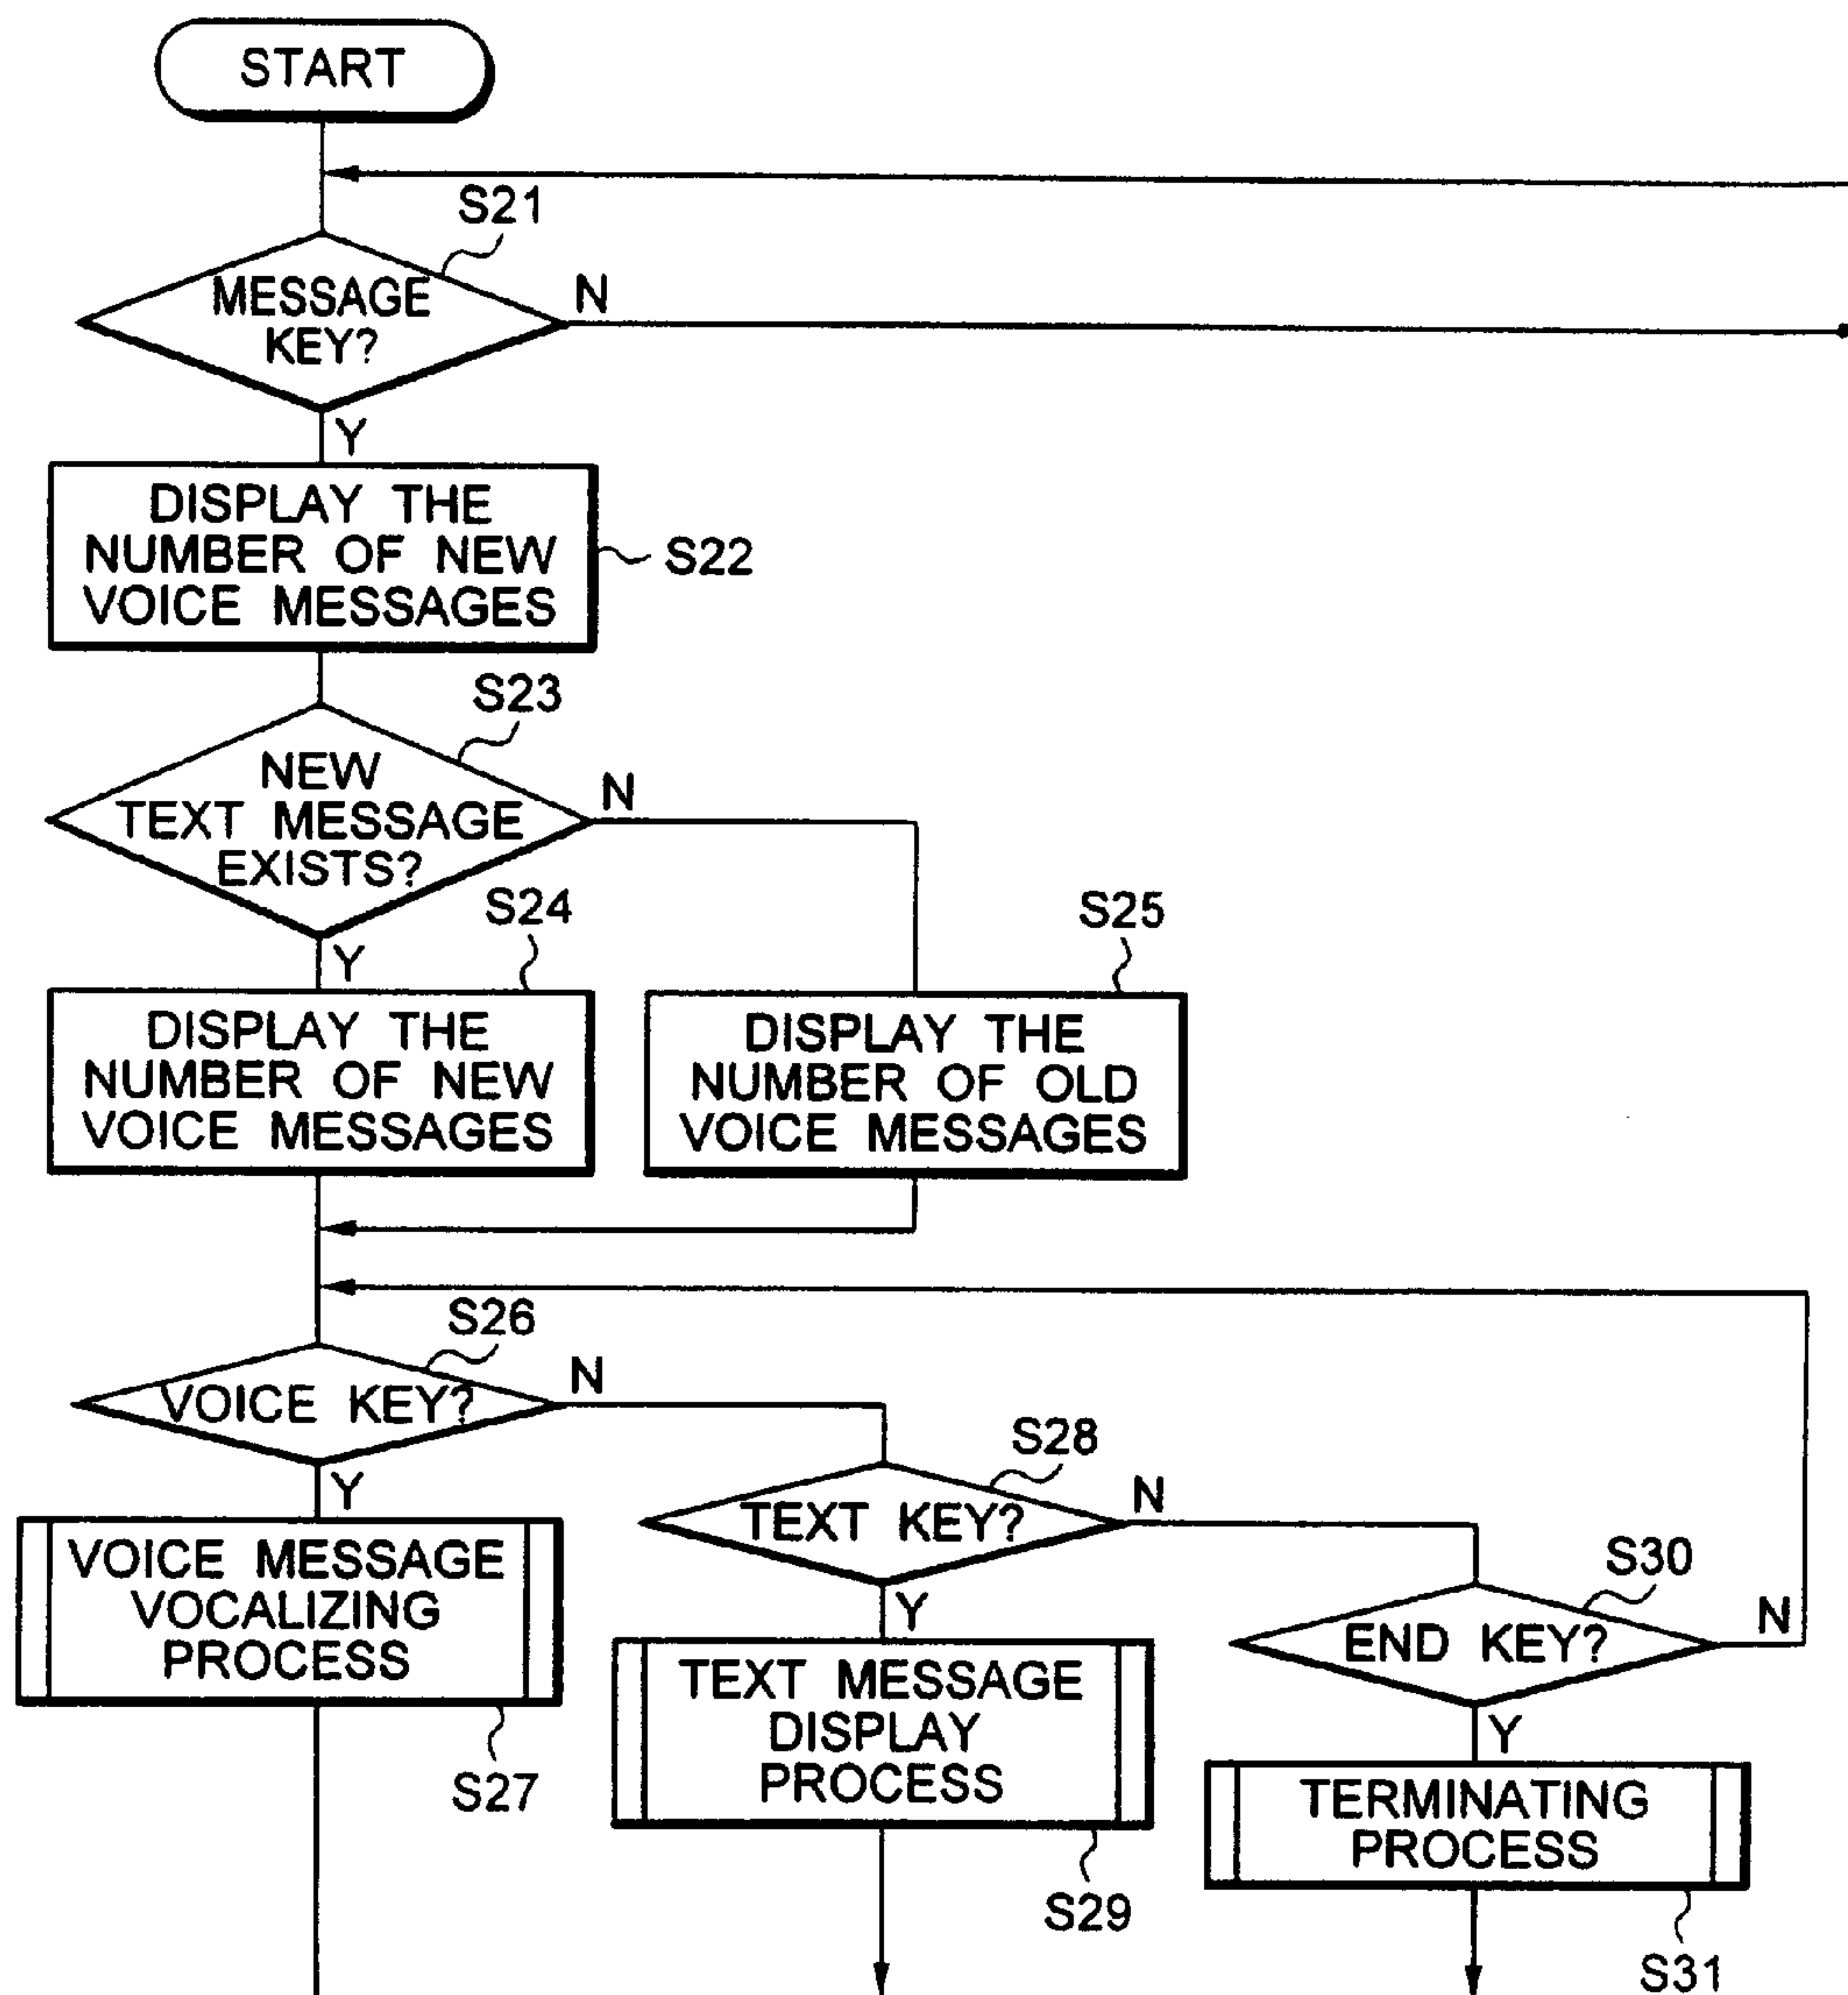 START
S21
MESSAGE
KEY?
N
Y
DISPLAY THE
NUMBER OF NEW
VOICE MESSAGES
S22
S23
NEW
TEXT MESSAGE
EXISTS?
N
Y
S24
S25
DISPLAY THE
NUMBER OF NEW
VOICE MESSAGES
DISPLAY THE
NUMBER OF OLD
VOICE MESSAGES
S26
VOICE KEY?
N
Y
S28
TEXT KEY?
N
Y
S30
END KEY?
N
Y
VOICE MESSAGE
VOCALIZING
PROCESS
S27
TEXT MESSAGE
DISPLAY
PROCESS
S29
TERMINATING
PROCESS
S31